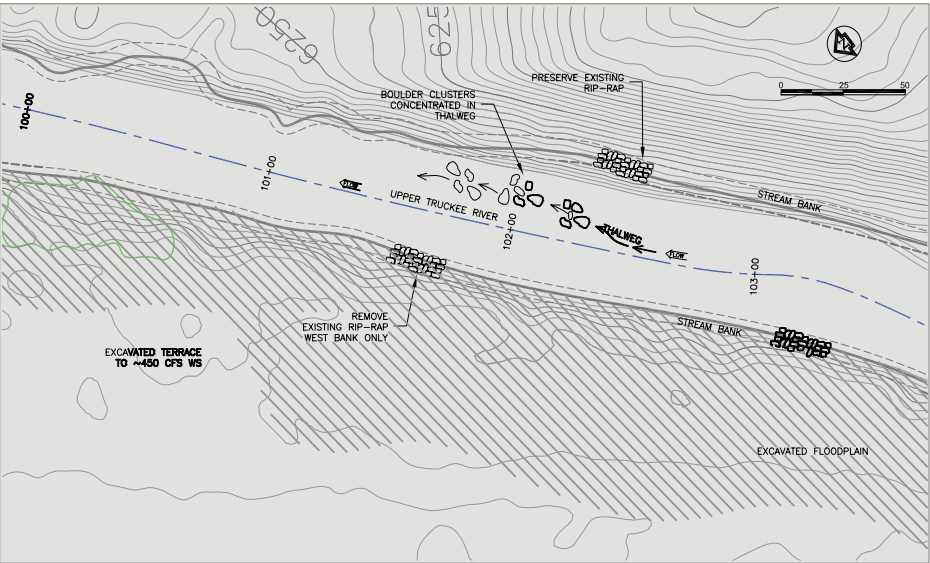 6250
625
PRESERVE EXISTING
RIP-RAP
0 25 50
BOULDER CLUSTERS
CONCENTRATED IN
THALWEG
100+00
101+00
FLOW
UPPER TRUCKEE RIVER
102+00
THALWEG
FLOW
STREAM BANK
103+00
REMOVE
EXISTING RIP-RAP
WEST BANK ONLY
STREAM BANK
EXCAVATED TERRACE
TO ~450 CFS WS
EXCAVATED FLOODPLAIN